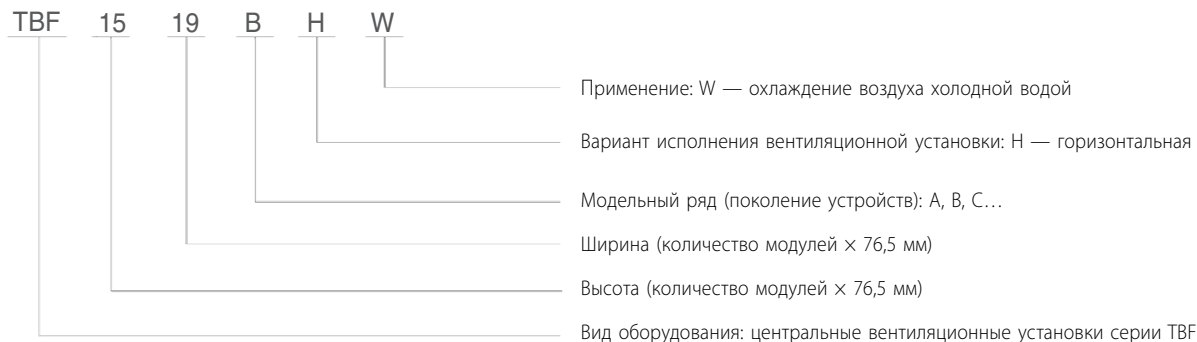 TBF 15 19 B H W
Применение: W — охлаждение воздуха холодной водой
Вариант исполнения вентиляционной установки: H — горизонтальная
Модельный ряд (поколение устройств): A, B, C…
Ширина (количество модулей × 76,5 мм)
Высота (количество модулей × 76,5 мм)
Вид оборудования: центральные вентиляционные установки серии TBF